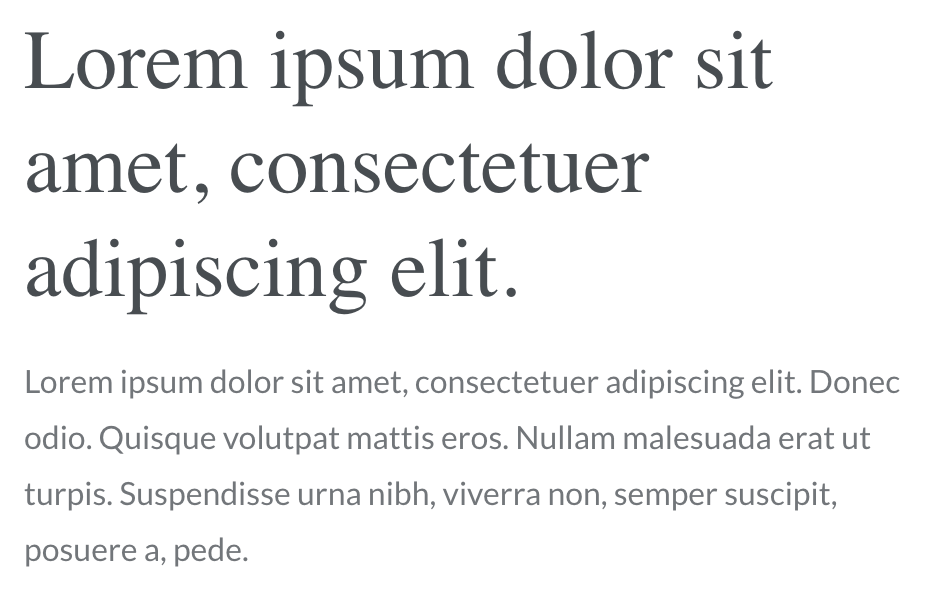 Lorem ipsum dolor sit
amet, consectetuer
adipiscing elit.
Lorem ipsum dolor sit amet, consectetuer adipiscing elit. Donec
odio. Quisque volutpat mattis eros. Nullam malesuada erat ut
turpis. Suspendisse urna nibh, viverra non, semper suscipit,
posuere a, pede.